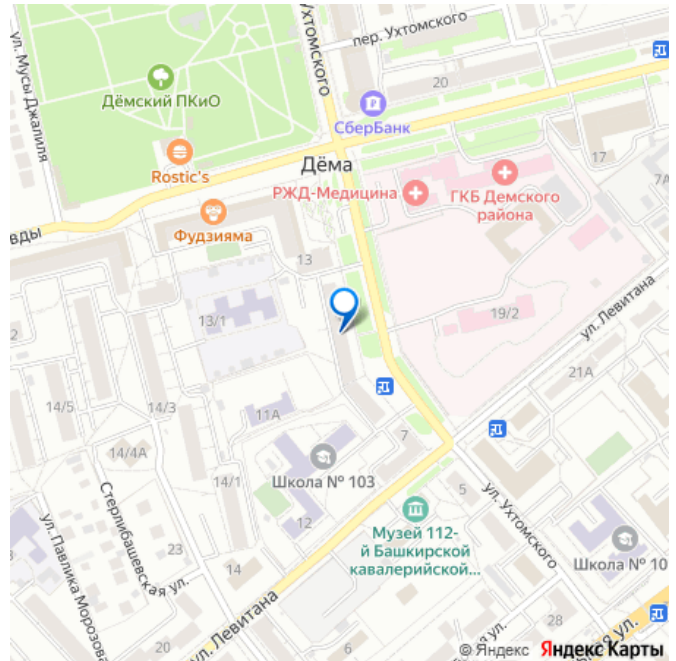 Ухтомского
пер. Ухтомского
ул. Мусы Джалиля
20
Дёмский ПКиО
СберБанк
17
7А
Rostic's
Дёма
РЖД-Медицина
ГКБ Демского
района
вды
Фудзияма
13
13/1
19/2
ул. Левитана
2
21А
14/5
14/3
11А
7
14/4А
14/1
Школа № 103
5
ул. Ухтомского
Стерлибашевская ул.
12
Музей 112-
й Башкирской
кавалерийской...
Школа № 10
ул. Павлика Морозова
23
14
ул. Левитана
6
28
я ул.
ая ул.
© Яндекс Яндекс Карты